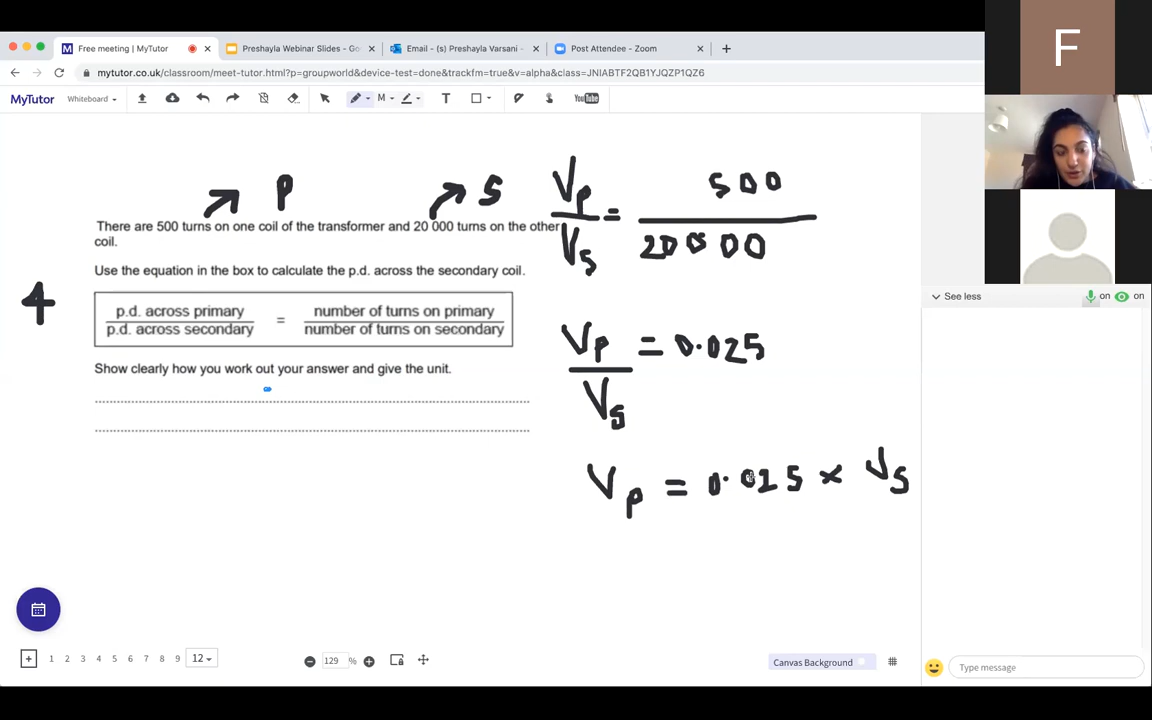 Free meeting | MyTutor
Preshayla Webinar Slides - Go
Email - (s) Preshayla Varsani -
Post Attendee - Zoom
mytutor.co.uk/classroom/meet-tutor.html?p=groupworld&device-test=done&trackfm=true&v=alpha&class=JNIABTF2QB1YJQZP1QZ6
MyTutor
Whiteboard
M
T
YouTube
F
P
S
There are 500 turns on one coil of the transformer and 20 000 turns on the other
coil.
Use the equation in the box to calculate the p.d. across the secondary coil.
4
p.d. across primary
p.d. across secondary
=
number of turns on primary
number of turns on secondary
Show clearly how you work out your answer and give the unit.
Vp
Vs
=
500
20000
Vp
Vs
= 0.025
Vp = 0.025 × Vs
See less
on
on
1 2 3 4 5 6 7 8 9 12
129 %
Canvas Background
Type message